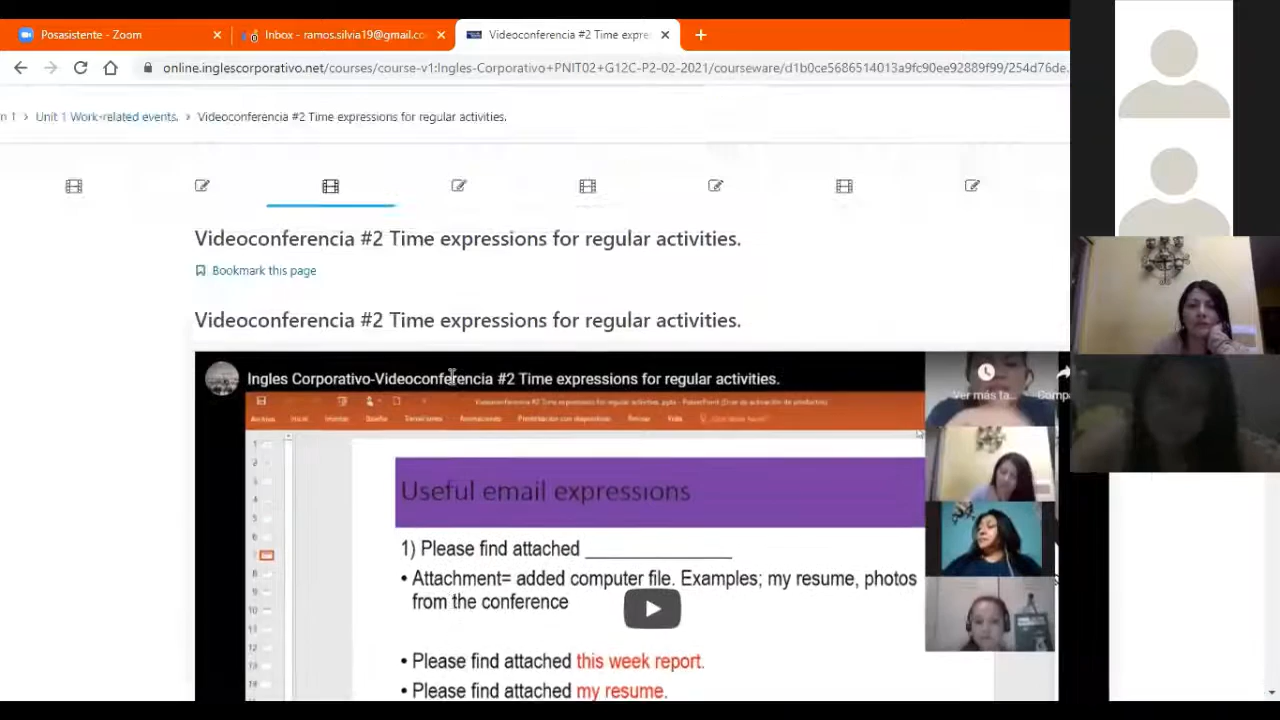 Posasistente - Zoom
Inbox - ramos.silvia19@gmail.co
Videoconferencia #2 Time expre
online.inglescorporativo.net/courses/course-v1:Ingles-Corporativo+PNIT02+G12C-P2-02-2021/courseware/d1b0ce5686514013a9fc90ee92889f99/254d76de
n 1 › Unit 1 Work-related events. › Videoconferencia #2 Time expressions for regular activities.
Videoconferencia #2 Time expressions for regular activities.
Bookmark this page
Videoconferencia #2 Time expressions for regular activities.
Ingles Corporativo-Videoconferencia #2 Time expressions for regular activities.
Ver más ta...
Comp
Useful email expressions
1) Please find attached _______________
• Attachment= added computer file. Examples; my resume, photos
from the conference
• Please find attached this week report.
• Please find attached my resume.